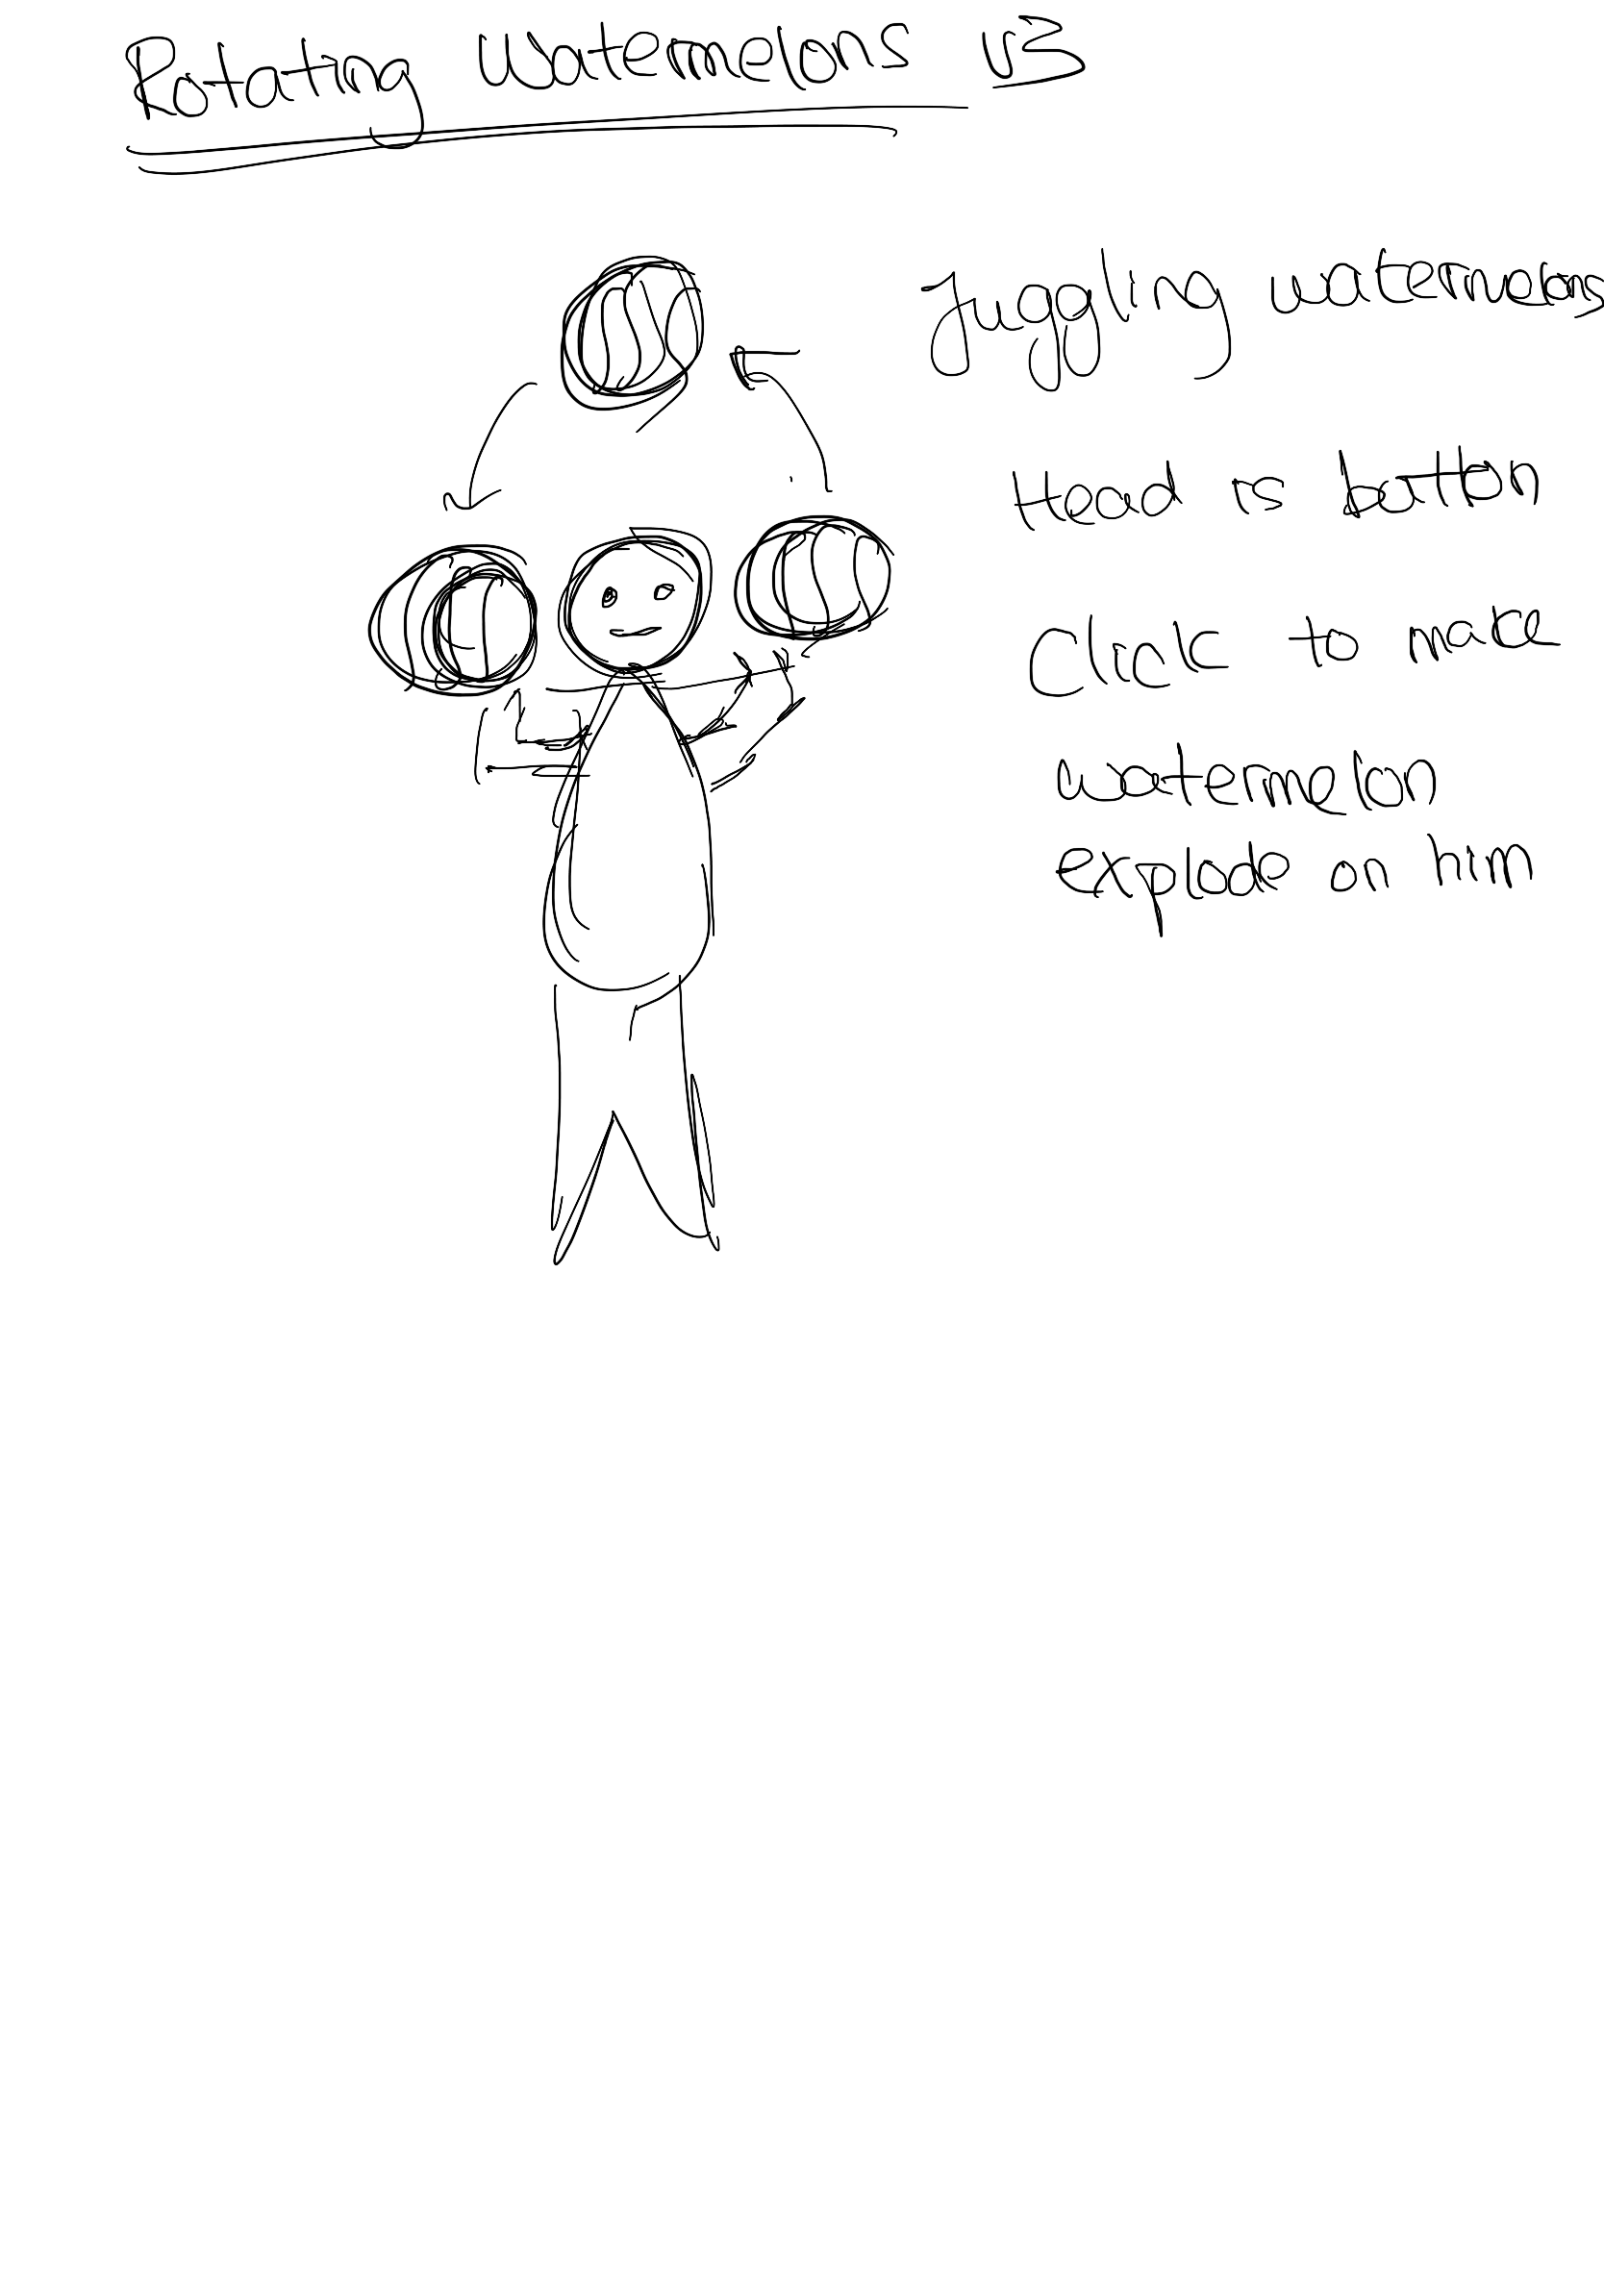 Rotating Watermelons v3
Juggling watermelons
Head is button
Click to make
watermelon
explode on him